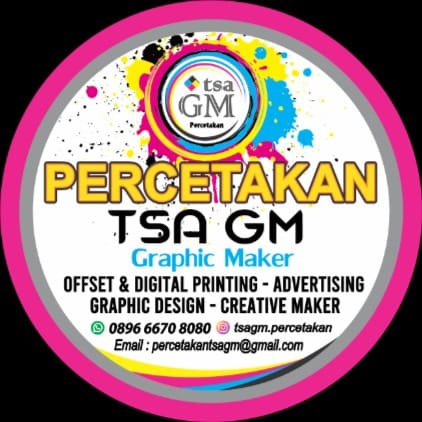 tsa
GM
Percetakan
PERCETAKAN
TSA GM
Graphic Maker
OFFSET & DIGITAL PRINTING - ADVERTISING
GRAPHIC DESIGN - CREATIVE MAKER
0896 6670 8080 tsagm.percetakan
Email : percetakantsagm@gmail.com